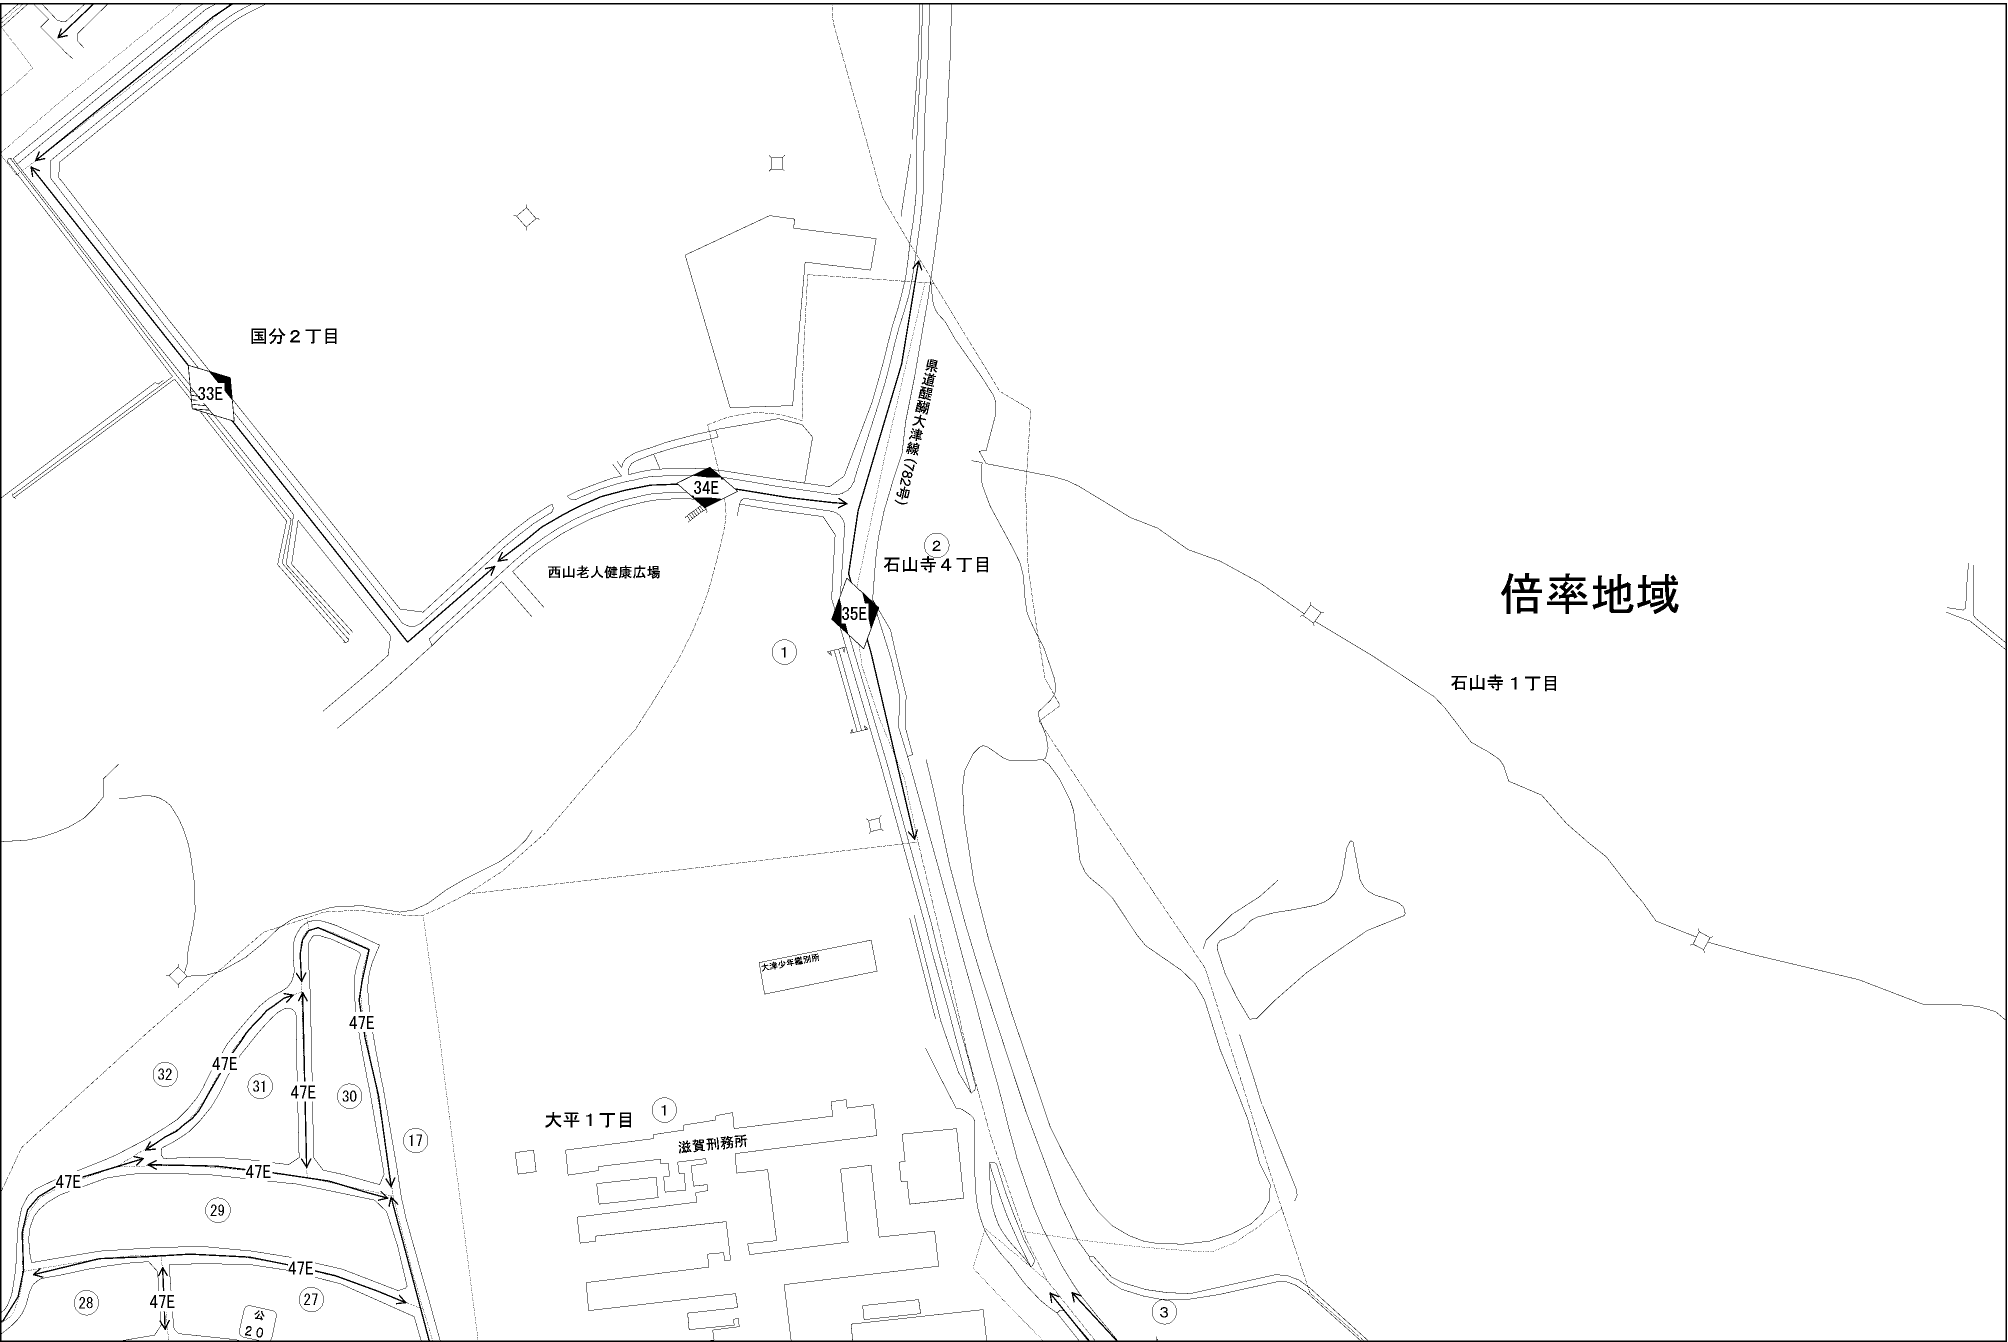 国分２丁目
33E
県道醍醐大津線(782号)
34E
②
石山寺４丁目
西山老人健康広場
倍率地域
35E
①
石山寺１丁目
大津少年鑑別所
47E
47E
32
31
47E
30
大平１丁目
①
17
滋賀刑務所
47E
47E
29
47E
28
47E
27
公
20
③